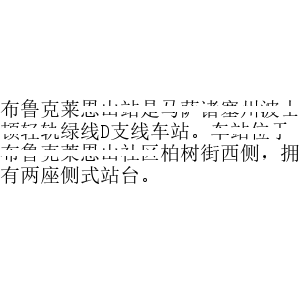 布鲁克莱恩山站是马萨诸塞州波士
顿轻轨绿线D支线车站。车站位于
布鲁克莱恩山社区柏树街西侧，拥
有两座侧式站台。